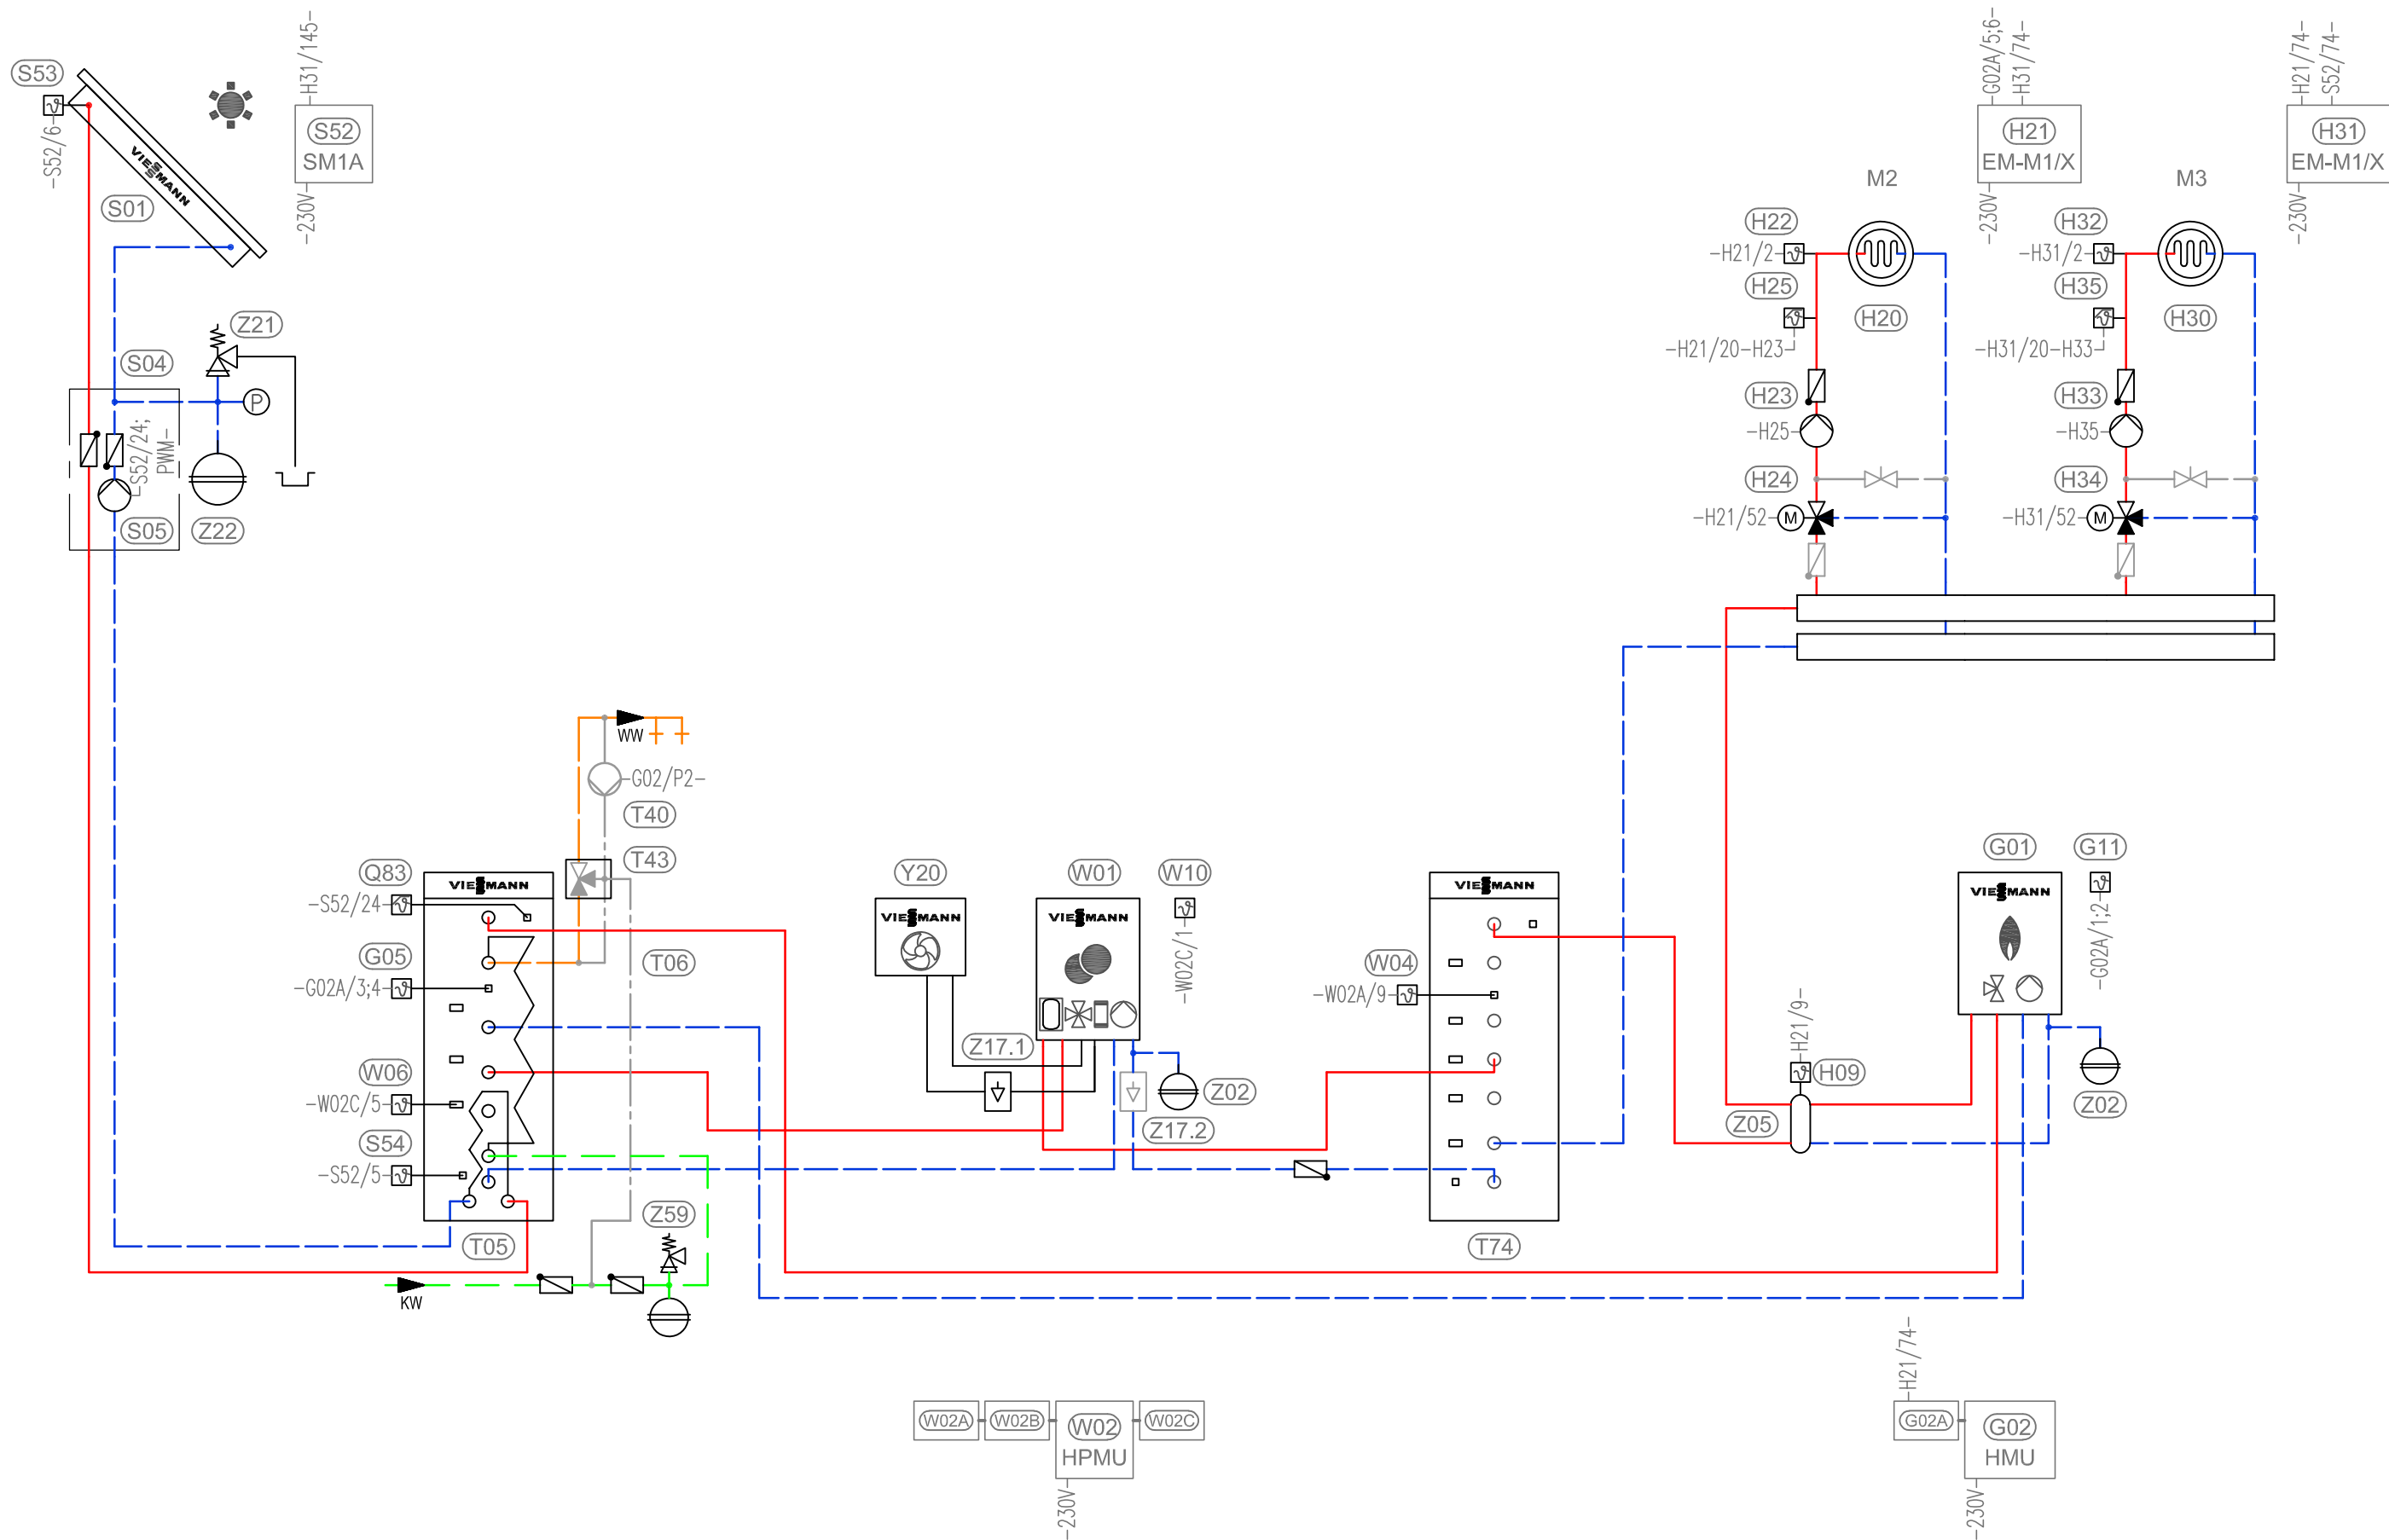 S53
-S52/6-
VIESSMANN
S01
-H31/145-
S52
SM1A
-230V-
Z21
S04
P
S52/24;
PWM-
S05
Z22
-G02A/5;6-
-H31/74-
H21
EM-M1/X
-230V-
-H21/74-
-S52/74-
H31
EM-M1/X
-230V-
M2
M3
H22
-H21/2-
H25
H20
-H21/20-H23-
H23
-H25-
H24
-H21/52-
M
H32
-H31/2-
H35
H30
-H31/20-H33-
H33
-H35-
H34
-H31/52-
M
WW
-G02/P2-
T40
T43
Q83
-S52/24-
VIESSMANN
G05
-G02A/3;4-
T06
W06
-W02C/5-
S54
-S52/5-
T05
Z59
KW
Y20
VIESSMANN
W01
VIESSMANN
W10
-W02C/1-
Z17.1
Z02
Z17.2
VIESSMANN
W04
-W02A/9-
T74
G01
VIESSMANN
G11
-G02A/1;2-
-H21/9-
H09
Z05
Z02
W02A
W02B
W02
HPMU
W02C
-230V-
-H21/74-
G02A
G02
HMU
-230V-